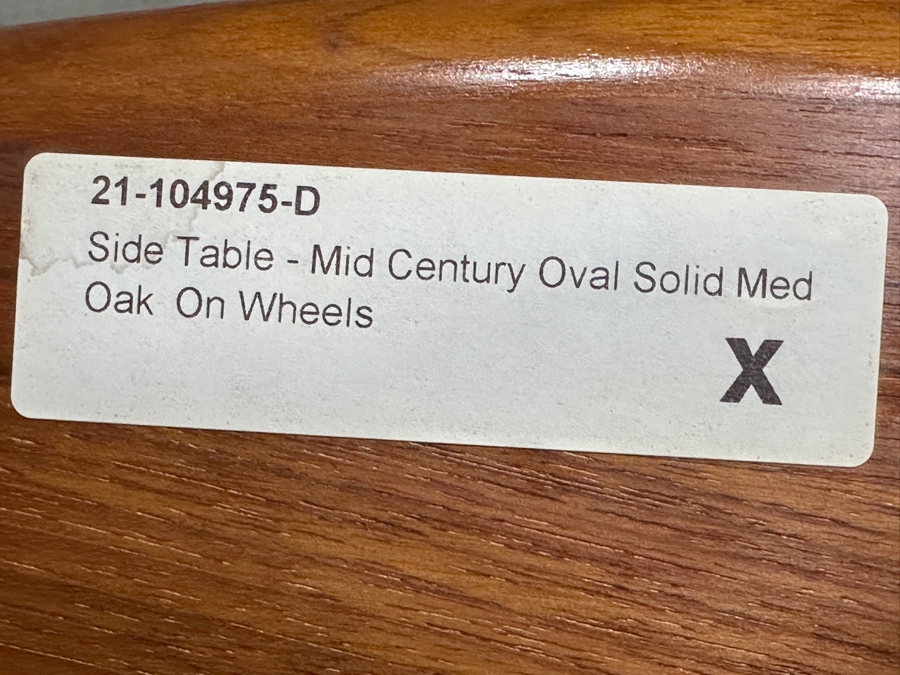 21-104975-D
Side Table - Mid Century Oval Solid Med
Oak  On Wheels
X